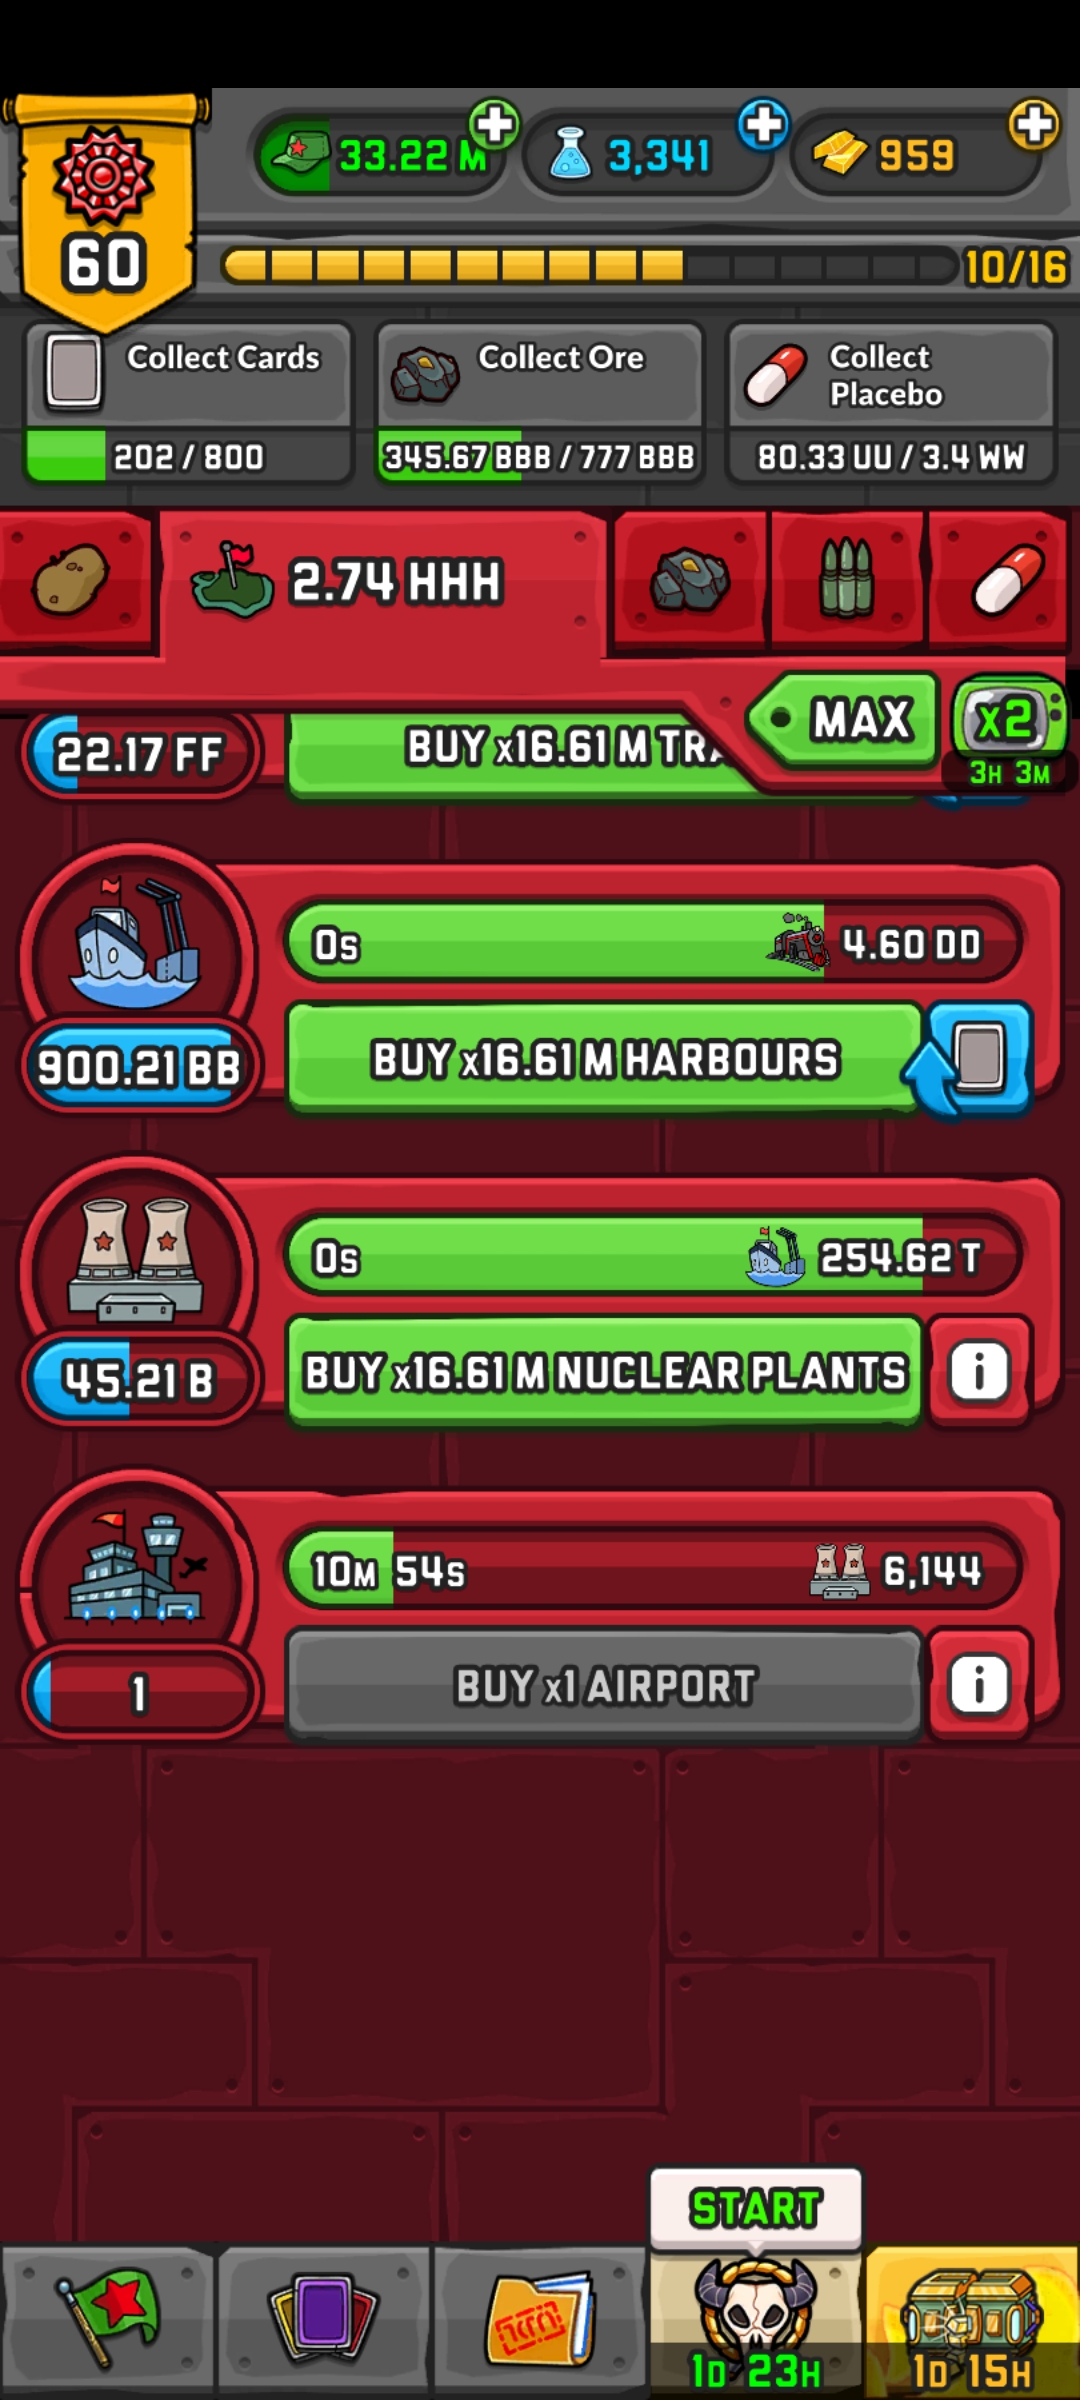 33.22 M
3,341
959
60
10/16
Collect Cards
202 / 800
Collect Ore
345.67 BBB / 777 BBB
Collect
Placebo
80.33 UU / 3.4 WW
2.74 HHH
MAX
x2
3H 3M
22.17 FF
BUY x16.61 M TRA
0s
4.60 DD
900.21 BB
BUY x16.61 M HARBOURS
0s
254.62 T
45.21 B
BUY x16.61 M NUCLEAR PLANTS
i
10M 54s
6,144
1
BUY x1 AIRPORT
i
START
1D 23H
1D 15H